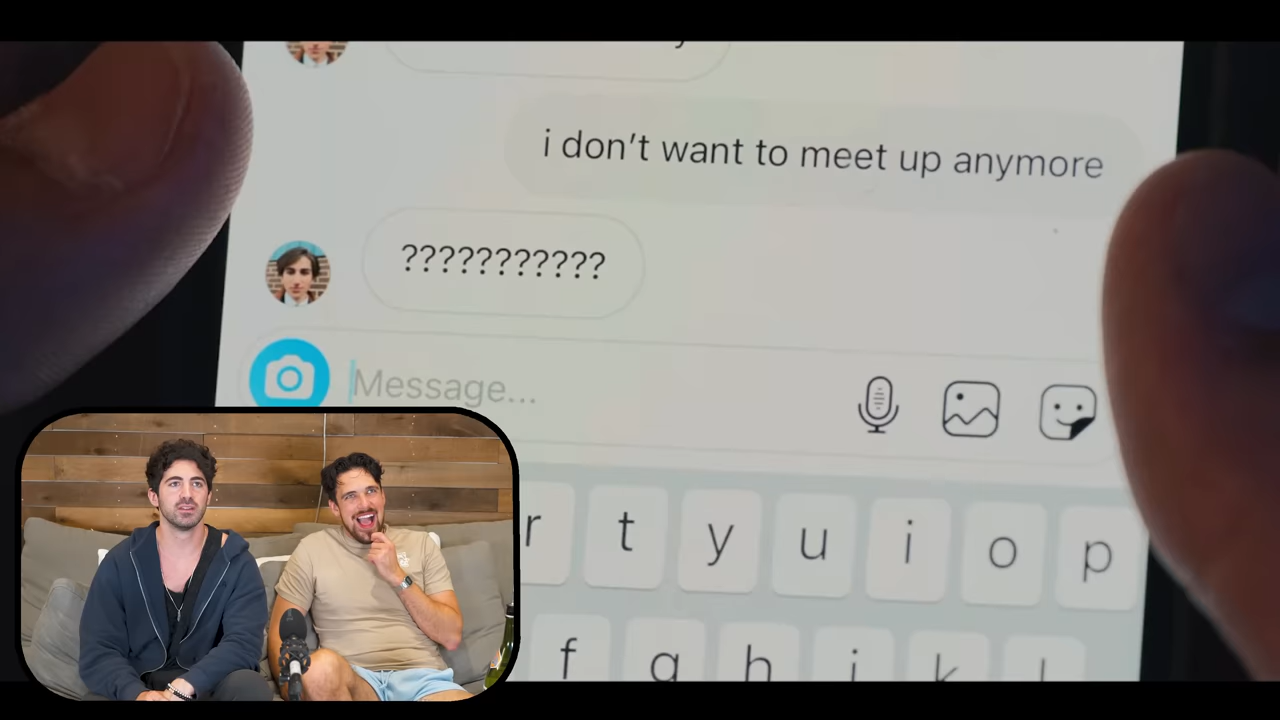 i don't want to meet up anymore
???????????
Message...
r t y u i o p
f g h j k l